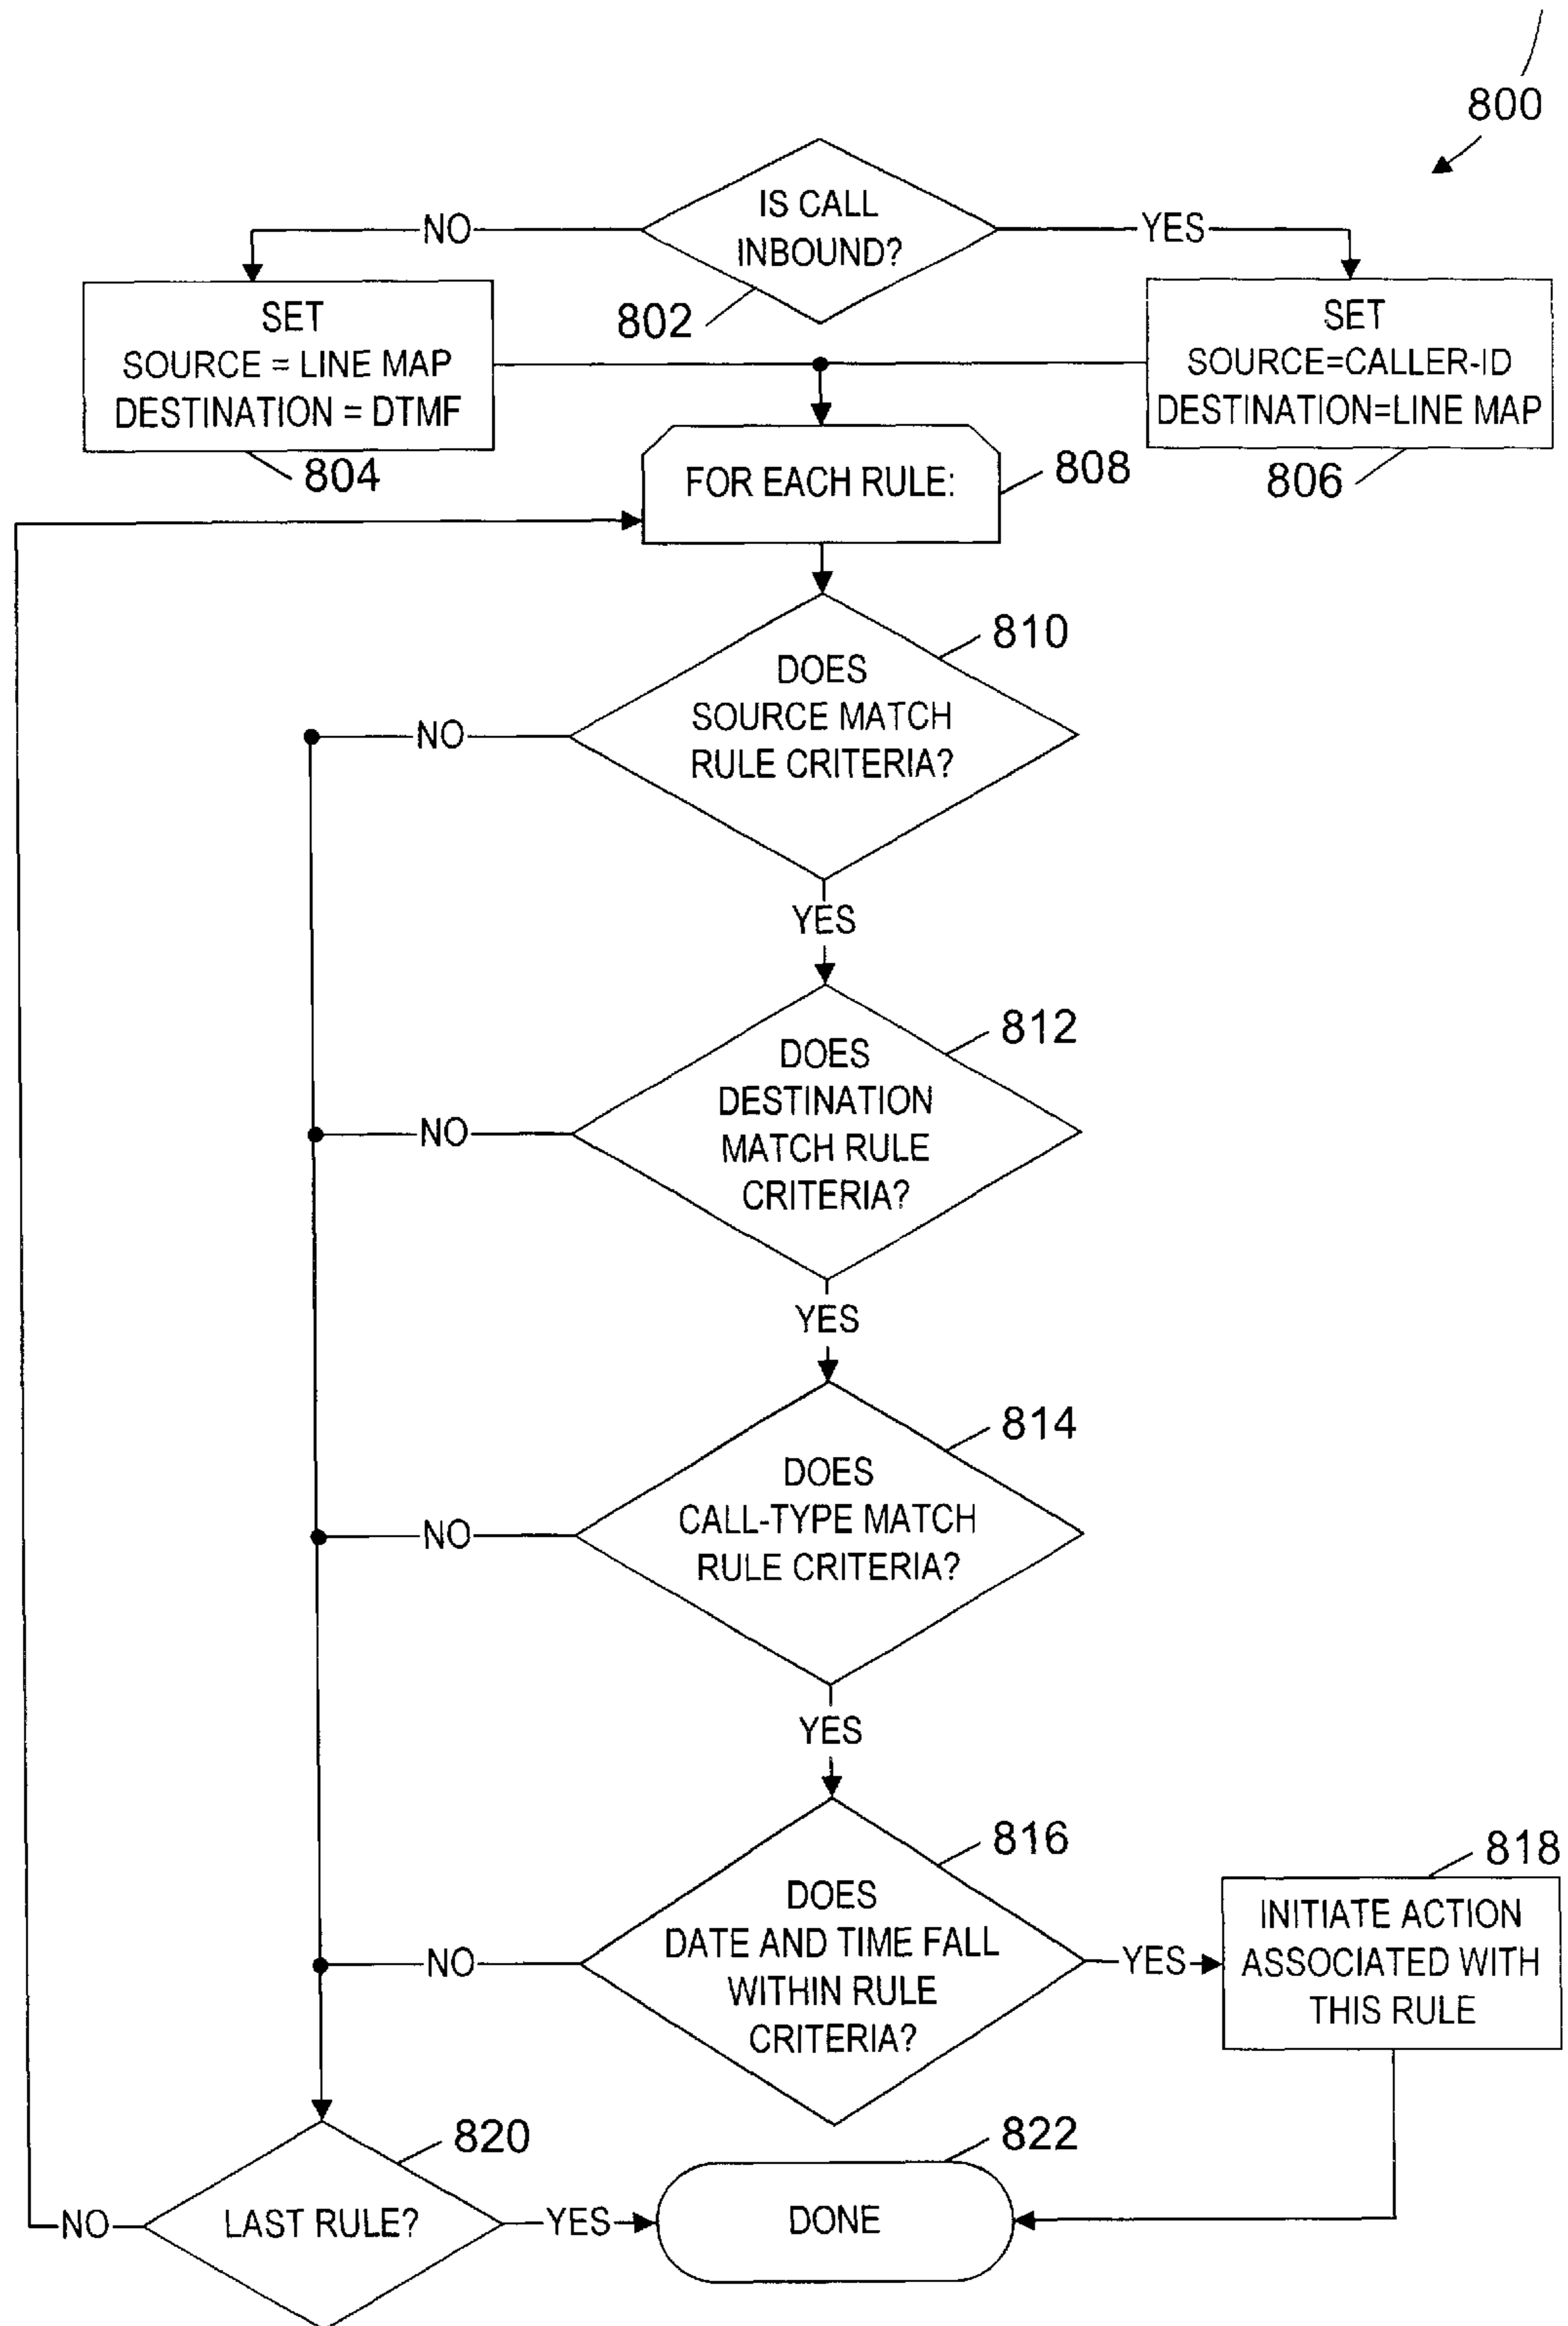 800
IS CALL
INBOUND?
NO
YES
802
SET
SOURCE = LINE MAP
DESTINATION = DTMF
804
SET
SOURCE=CALLER-ID
DESTINATION=LINE MAP
806
FOR EACH RULE:
808
810
DOES
SOURCE MATCH
RULE CRITERIA?
NO
YES
812
DOES
DESTINATION
MATCH RULE
CRITERIA?
NO
YES
814
DOES
CALL-TYPE MATCH
RULE CRITERIA?
NO
YES
816
DOES
DATE AND TIME FALL
WITHIN RULE
CRITERIA?
NO
YES
818
INITIATE ACTION
ASSOCIATED WITH
THIS RULE
820
LAST RULE?
NO
YES
822
DONE